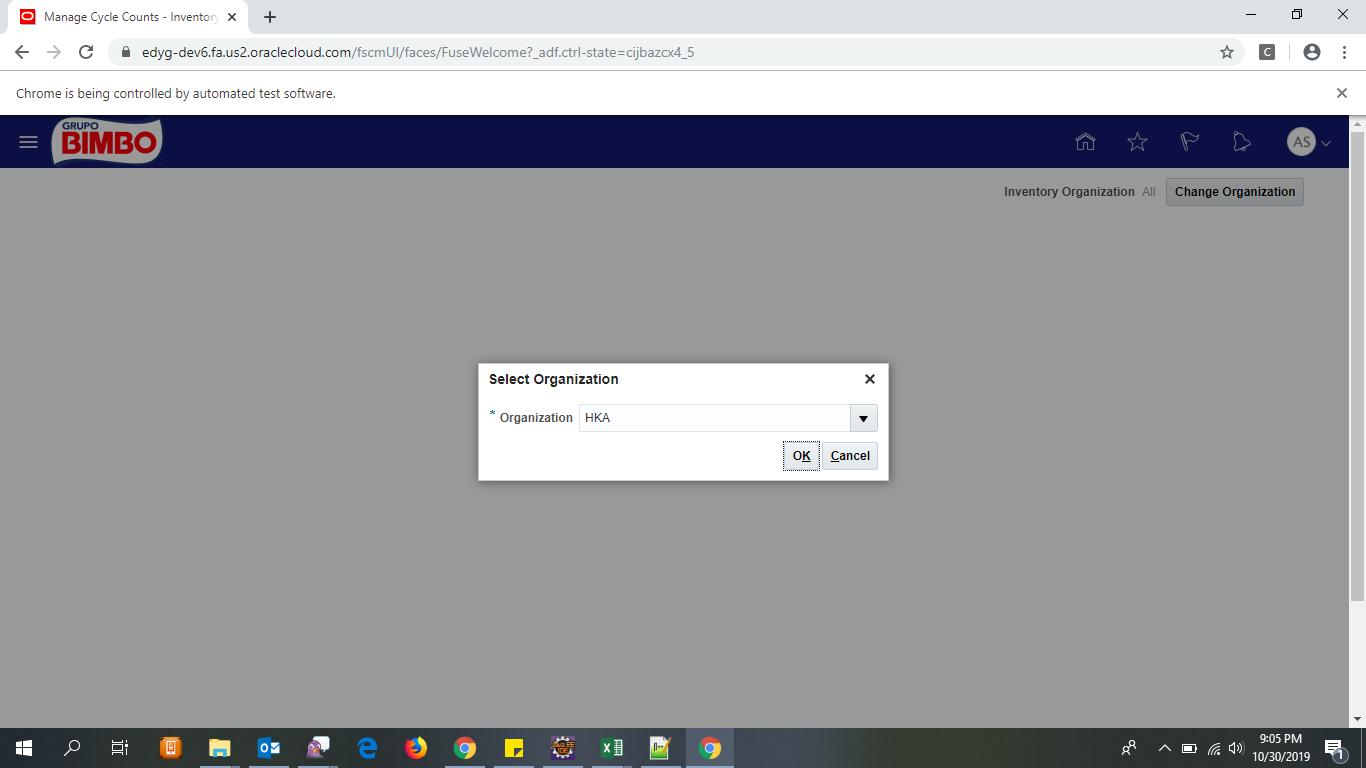 Manage Cycle Counts - Inventory
edyg-dev6.fa.us2.oraclecloud.com/fscmUI/faces/FuseWelcome?_adf.ctrl-state=cijbazcx4_5
C
Chrome is being controlled by automated test software.
GRUPO
BIMBO
AS
Inventory Organization All Change Organization
Select Organization
* Organization HKA
OK Cancel
9:05 PM
10/30/2019
1